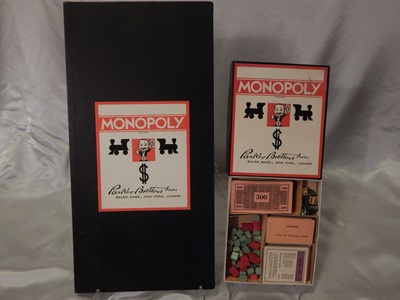 MONOPOLY
$
Parker Brothers Inc.
SALEM, MASS., NEW YORK, LONDON
MONOPOLY
$
Parker Brothers Inc.
SALEM, MASS., NEW YORK, LONDON
500